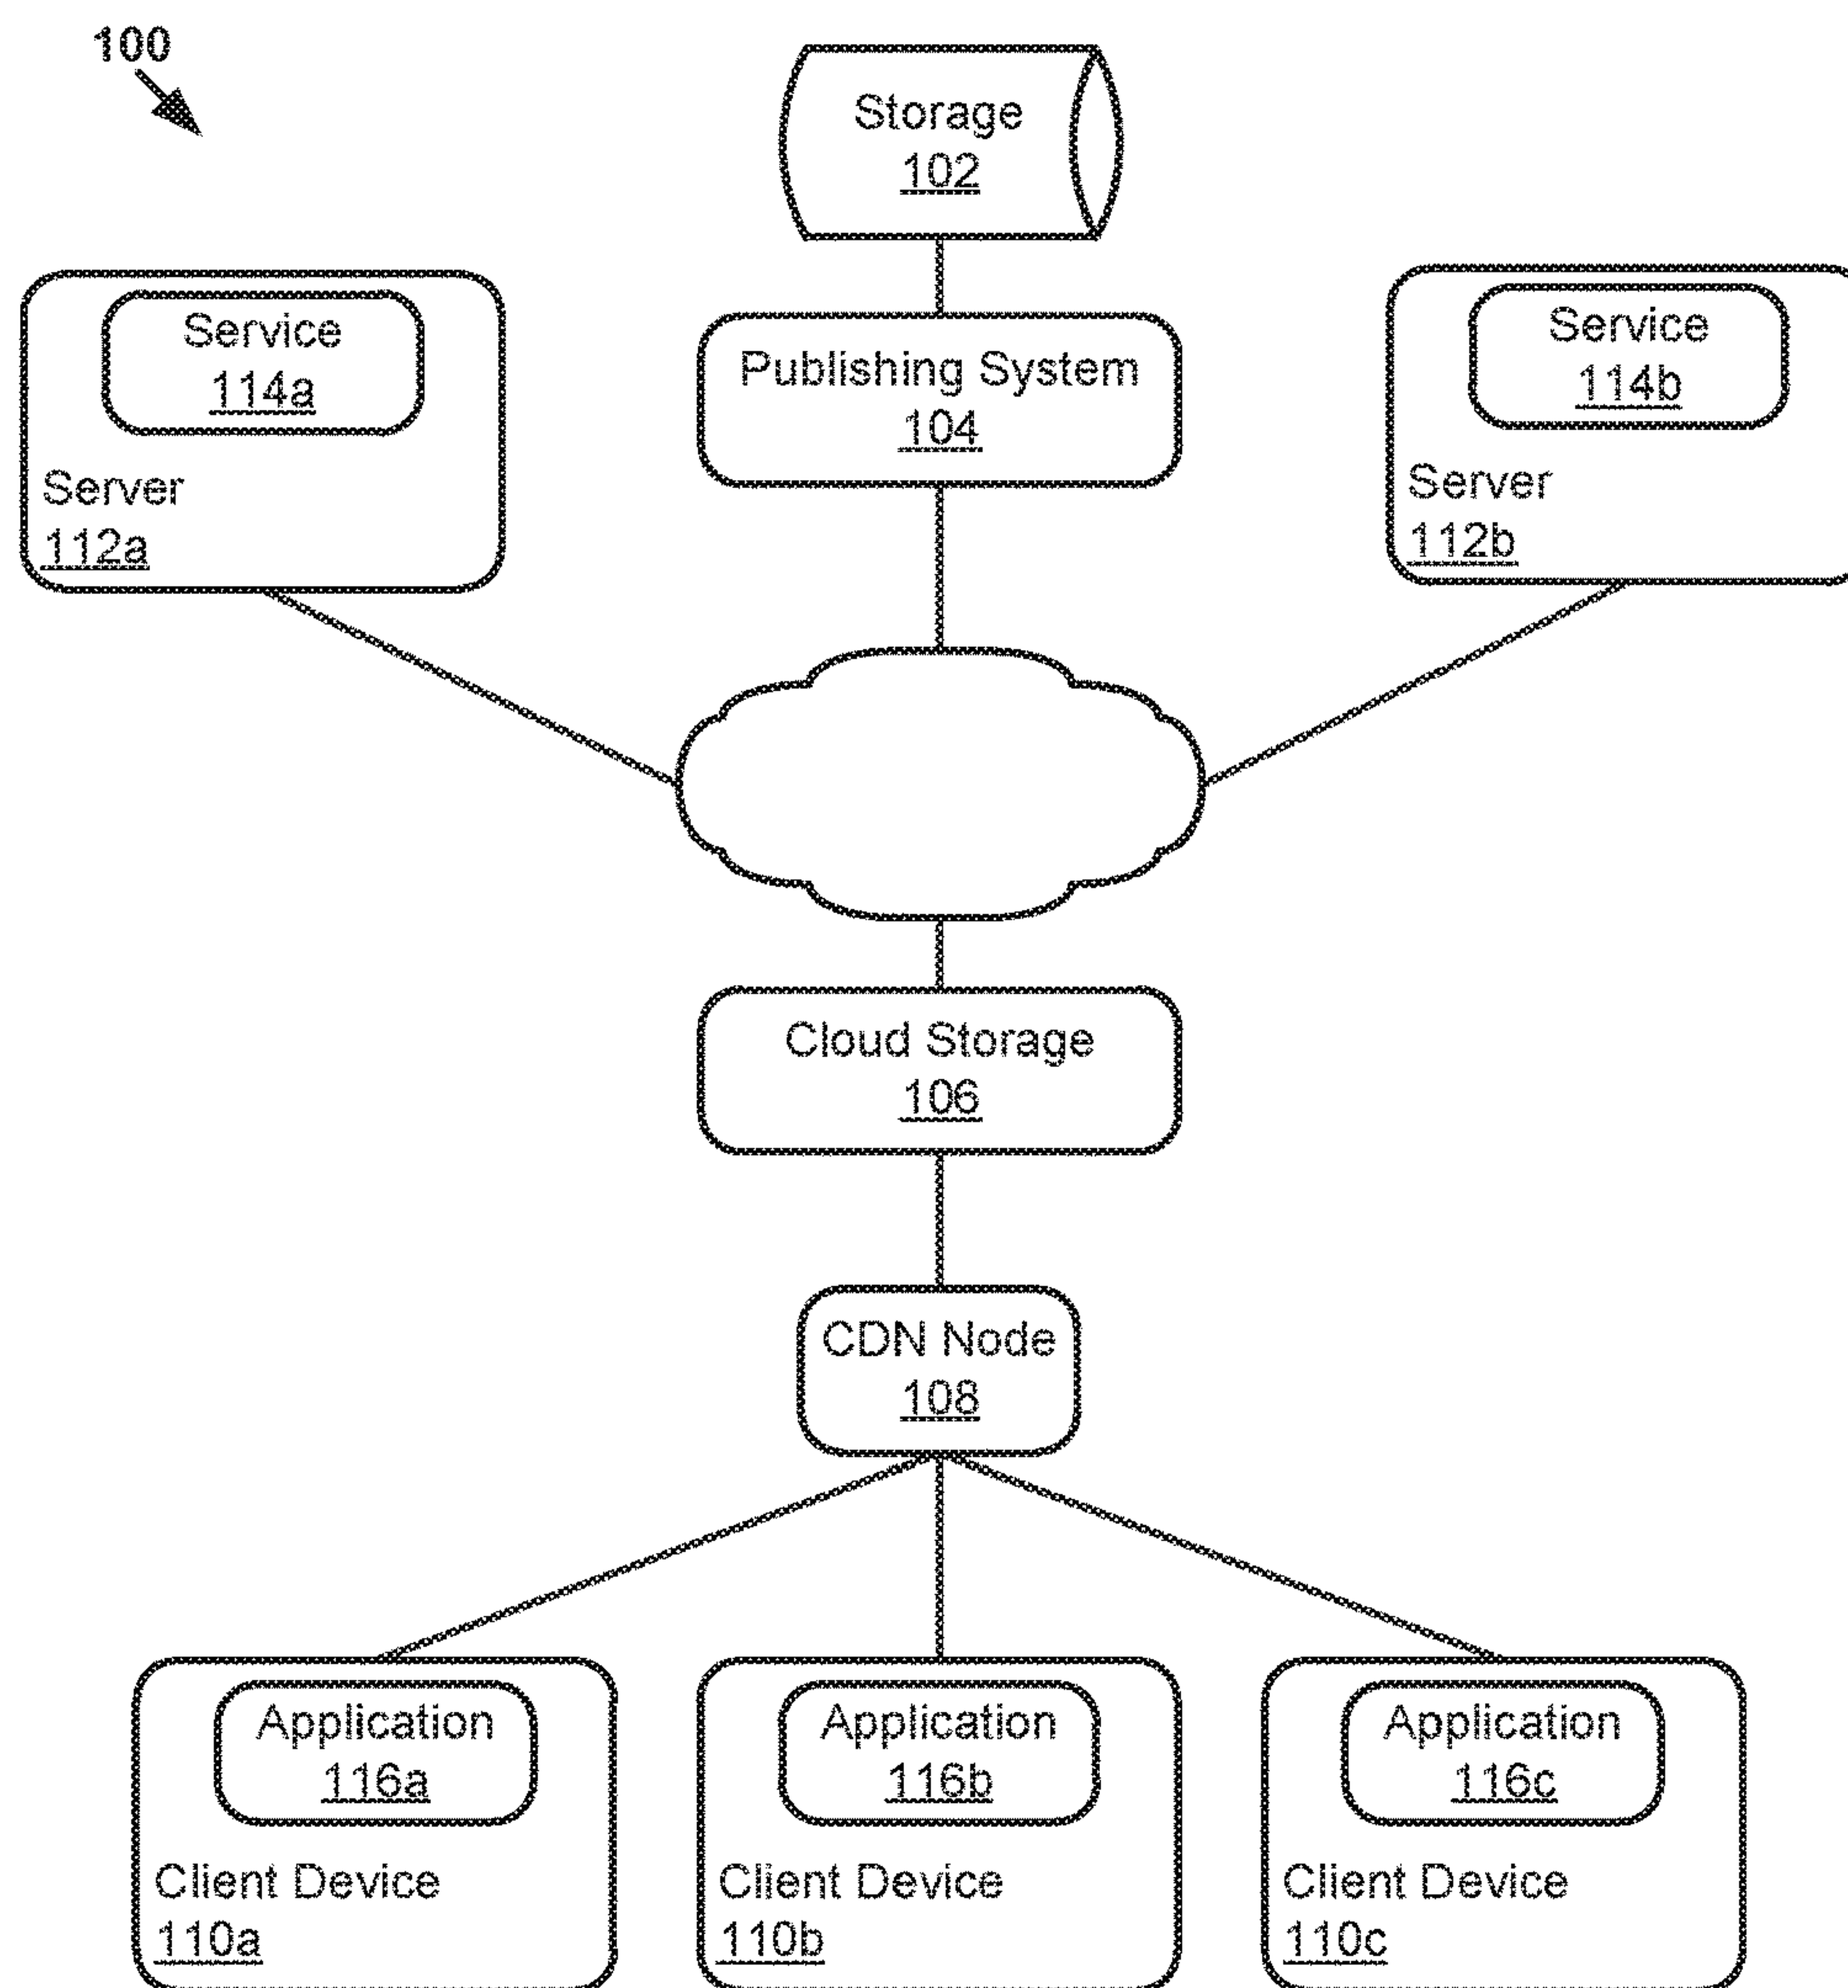 100
Storage
102
Service
114a
Server
112a
Publishing System
104
Service
114b
Server
112b
Cloud Storage
106
CDN Node
108
Application
116a
Client Device
110a
Application
116b
Client Device
110b
Application
116c
Client Device
110c